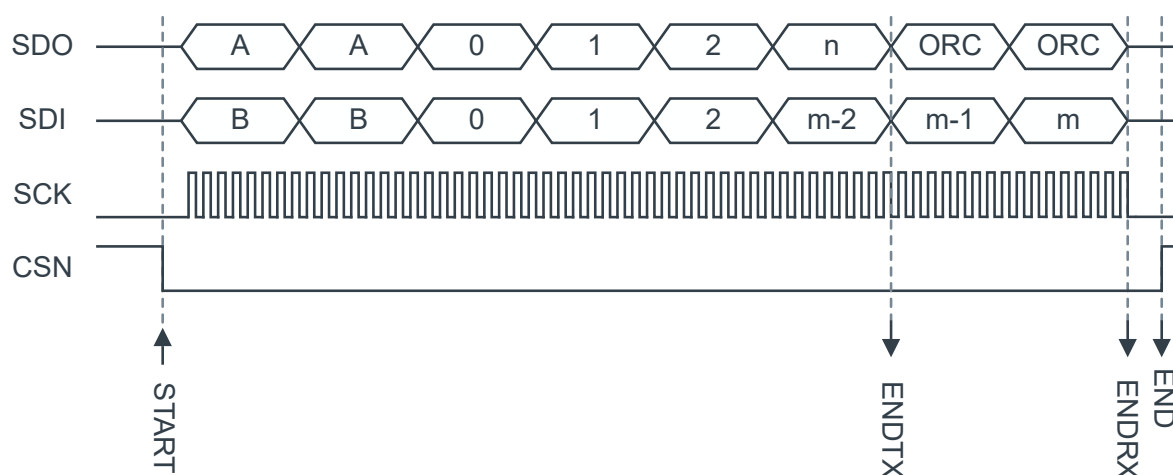 SDO A A 0 1 2 n ORC ORC
SDI B B 0 1 2 m-2 m-1 m
SCK
CSN
START
ENDTX
ENDRX
END